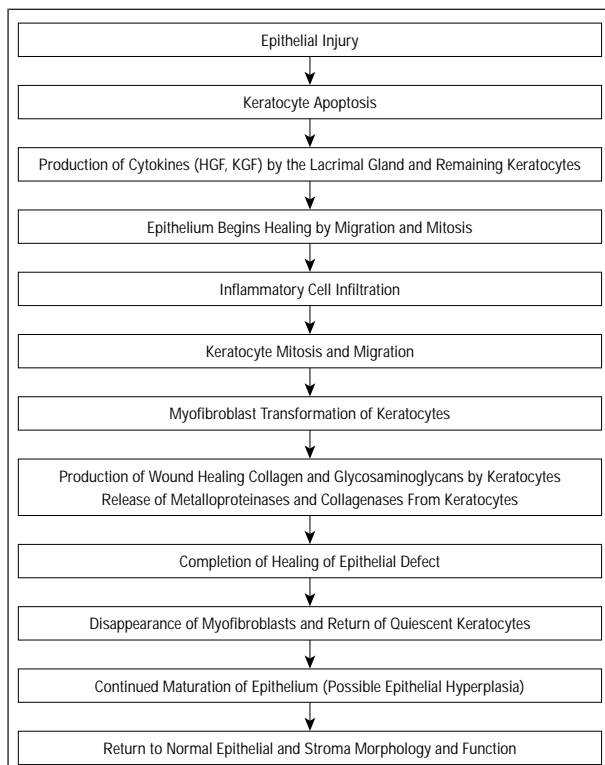 Epithelial Injury
Keratocyte Apoptosis
Production of Cytokines (HGF, KGF) by the Lacrimal Gland and Remaining Keratocytes
Epithelium Begins Healing by Migration and Mitosis
Inflammatory Cell Infiltration
Keratocyte Mitosis and Migration
Myofibroblast Transformation of Keratocytes
Production of Wound Healing Collagen and Glycosaminoglycans by Keratocytes
Release of Metalloproteinases and Collagenases From Keratocytes
Completion of Healing of Epithelial Defect
Disappearance of Myofibroblasts and Return of Quiescent Keratocytes
Continued Maturation of Epithelium (Possible Epithelial Hyperplasia)
Return to Normal Epithelial and Stroma Morphology and Function